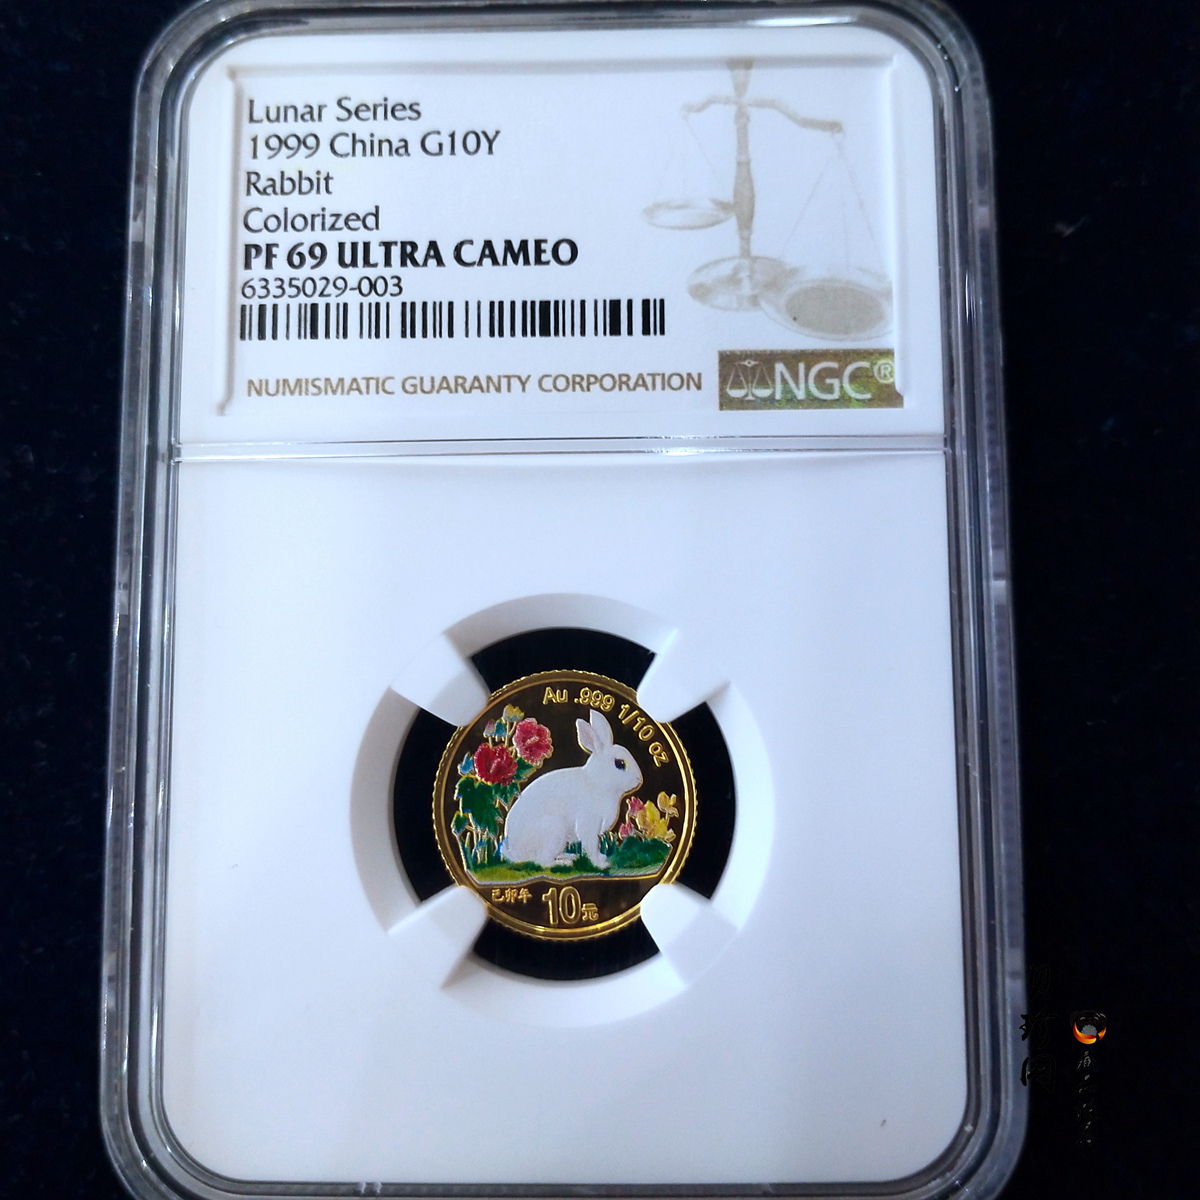 Lunar Series
1999 China G10Y
Rabbit
Colorized
PF 69 ULTRA CAMEO
6335029-003
NUMISMATIC GUARANTY CORPORATION
NGC®
Au .999 1/10 oz
己卯年 10元